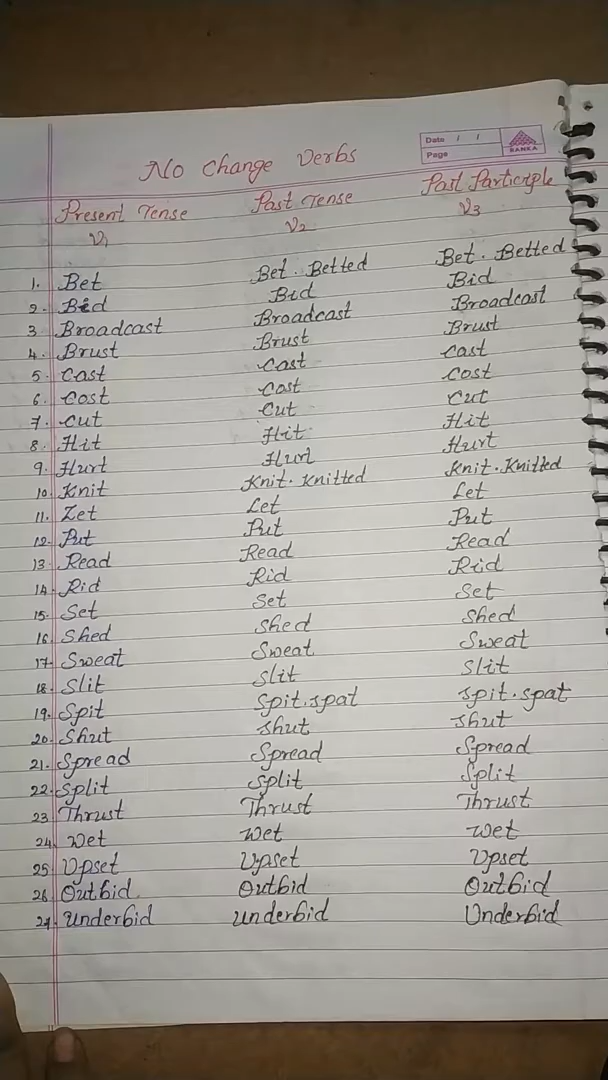 Date / /
Page
RANKA
No Change Verbs
Present Tense Past Tense Past Participle
V1 V2 V3
1. Bet Bet. Betted Bet. Betted
2. Bid Bid Bid
3 Broadcast Broadcast Broadcast
4. Brust Brust Brust
5. Cast Cast Cast
6. Cost Cost Cost
7. Cut Cut Cut
8. Hit Hit Hit
9. Hurt Hurt Hurt
10. Knit Knit. Knitted Knit. Knitted
11. Let Let Let
12. Put Put Put
13 Read Read Read
14. Rid Rid Rid
15. Set Set Set
16. Shed Shed Shed
17. Sweat Sweat Sweat
18. Slit Slit Slit
19. Spit Spit. spat Spit. spat
20. Shut Shut Shut
21. Spread Spread Spread
22. Split Split Split
23 Thrust Thrust Thrust
24. Wet Wet Wet
25 Upset Upset Upset
26 Outbid. Outbid Outbid
27. Underbid Underbid Underbid